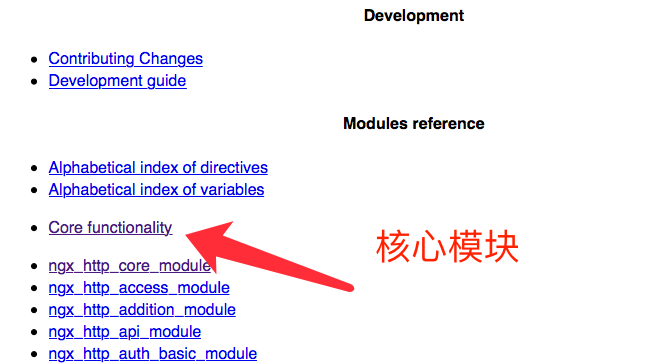 Development
Contributing Changes
Development guide
Modules reference
Alphabetical index of directives
Alphabetical index of variables
Core functionality
核心模块
ngx_http_core_module
ngx_http_access_module
ngx_http_addition_module
ngx_http_api_module
ngx_http_auth_basic_module